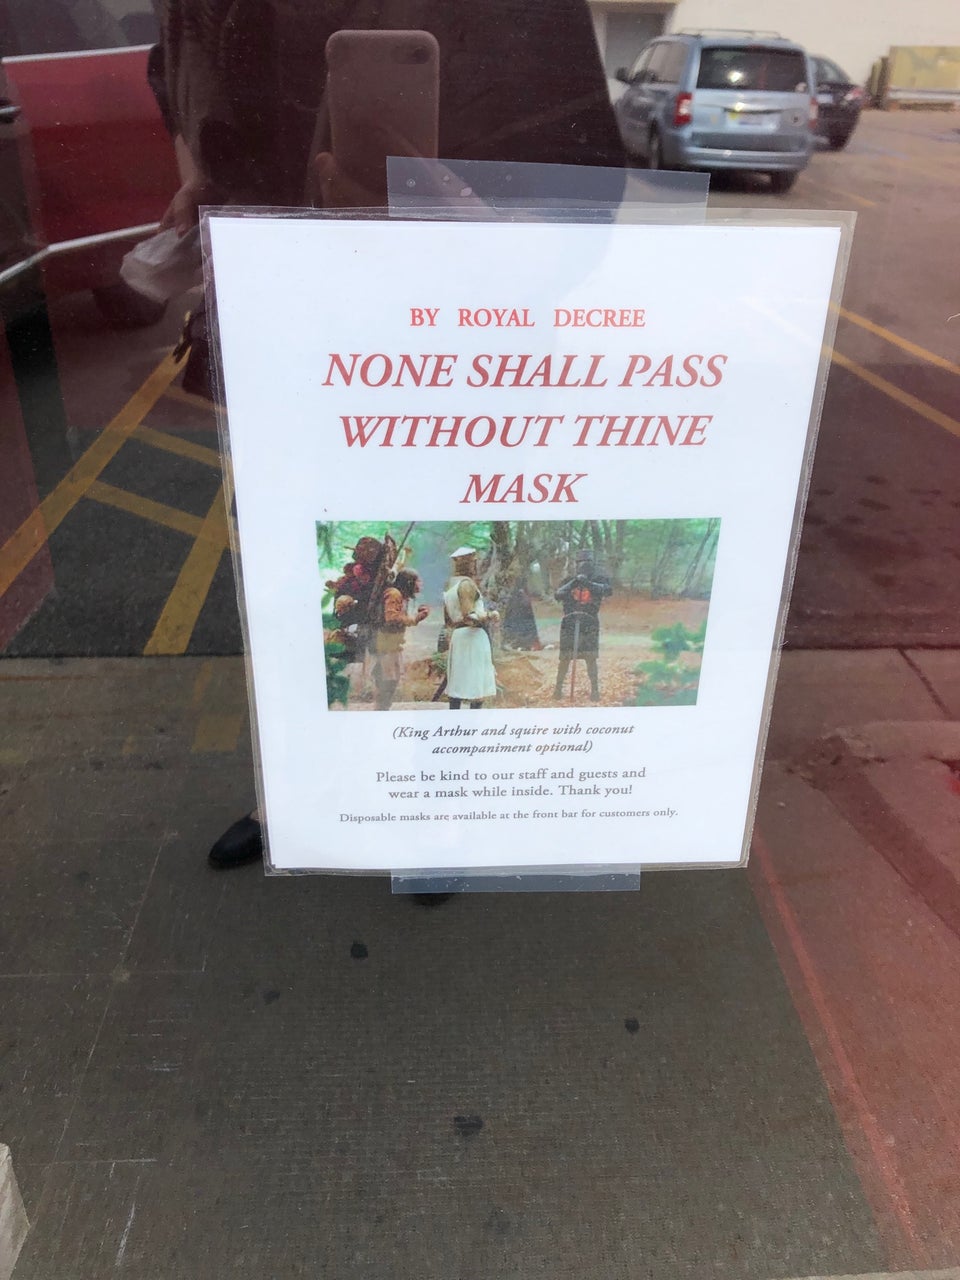 BY ROYAL DECREE
NONE SHALL PASS
WITHOUT THINE
MASK
(King Arthur and squire with coconut
accompaniment optional)
Please be kind to our staff and guests and
wear a mask while inside. Thank you!
Disposable masks are available at the front bar for customers only.